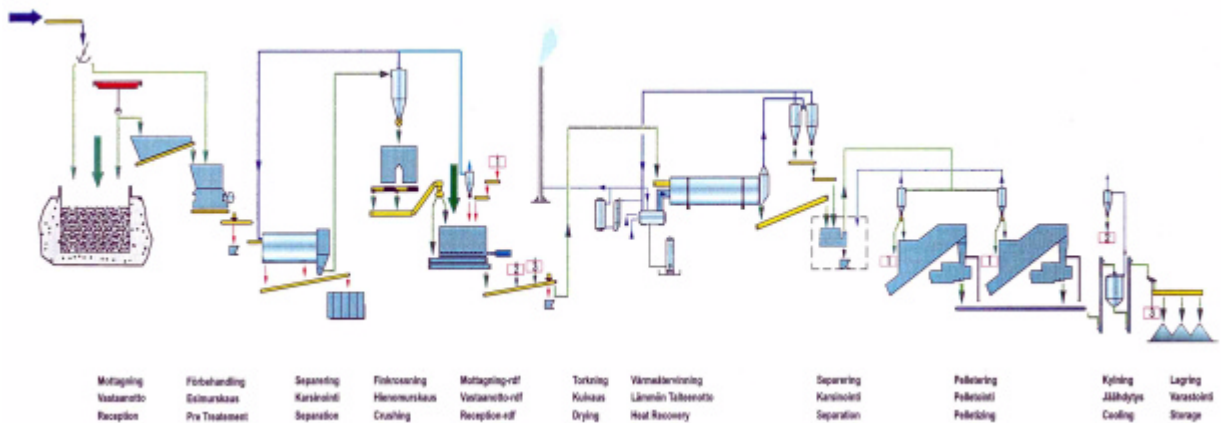 Mottagning Förbehandling Separering Finkrossning Mottagning-rdf Torkning Värmeåtervinning Separering Pelletering Kylning Lagring
Vastaanotto Esimurskaus Karsinointi Hienomurskaus Vastaanotto-rdf Kuivaus Lämmön Talteenotto Karsinointi Pelletointi Jäähdytys Varastointi
Reception Pre Treatement Separation Crushing Reception-rdf Drying Heat Recovery Separation Pelletizing Cooling Storage